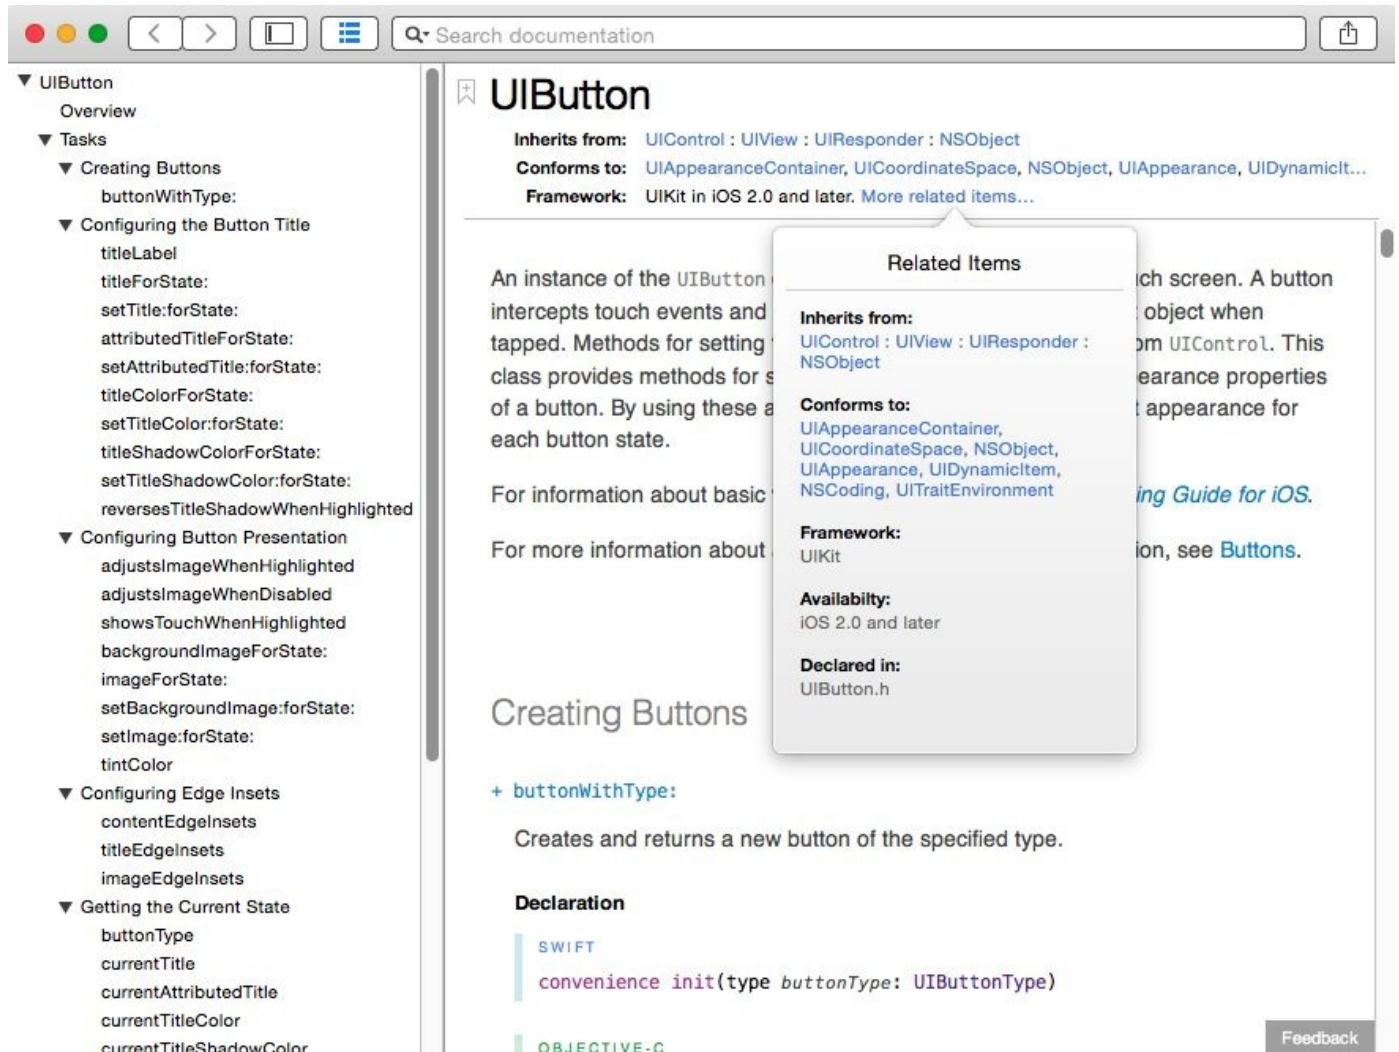 Search documentation
UIButton
Overview
Tasks
Creating Buttons
buttonWithType:
Configuring the Button Title
titleLabel
titleForState:
setTitle:forState:
attributedTitleForState:
setAttributedTitle:forState:
titleColorForState:
setTitleColor:forState:
titleShadowColorForState:
setTitleShadowColor:forState:
reversesTitleShadowWhenHighlighted
Configuring Button Presentation
adjustsImageWhenHighlighted
adjustsImageWhenDisabled
showsTouchWhenHighlighted
backgroundImageForState:
imageForState:
setBackgroundImage:forState:
setImage:forState:
tintColor
Configuring Edge Insets
contentEdgeInsets
titleEdgeInsets
imageEdgeInsets
Getting the Current State
buttonType
currentTitle
currentAttributedTitle
currentTitleColor
currentTitleShadowColor
UIButton
Inherits from: UIControl : UIView : UIResponder : NSObject
Conforms to: UIAppearanceContainer, UICoordinateSpace, NSObject, UIAppearance, UIDynamicIt...
Framework: UIKit in iOS 2.0 and later. More related items...
An instance of the UIButton ch screen. A button
intercepts touch events and object when
tapped. Methods for setting om UIControl. This
class provides methods for s earance properties
of a button. By using these a t appearance for
each button state.
For information about basic ing Guide for iOS.
For more information about ion, see Buttons.
Related Items
Inherits from:
UIControl : UIView : UIResponder :
NSObject
Conforms to:
UIAppearanceContainer,
UICoordinateSpace, NSObject,
UIAppearance, UIDynamicItem,
NSCoding, UITraitEnvironment
Framework:
UIKit
Availabilty:
iOS 2.0 and later
Declared in:
UIButton.h
Creating Buttons
+ buttonWithType:
Creates and returns a new button of the specified type.
Declaration
SWIFT
convenience init(type buttonType: UIButtonType)
OBJECTIVE-C
Feedback